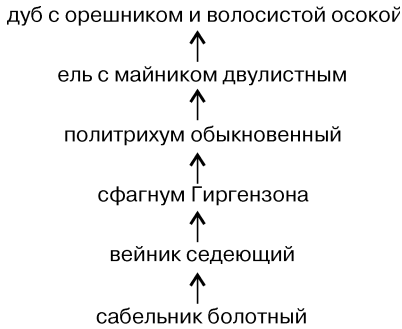 дуб с орешником и волосистой осокой
ель с майником двулистным
политрихум обыкновенный
сфагнум Гиргензона
вейник седеющий
сабельник болотный